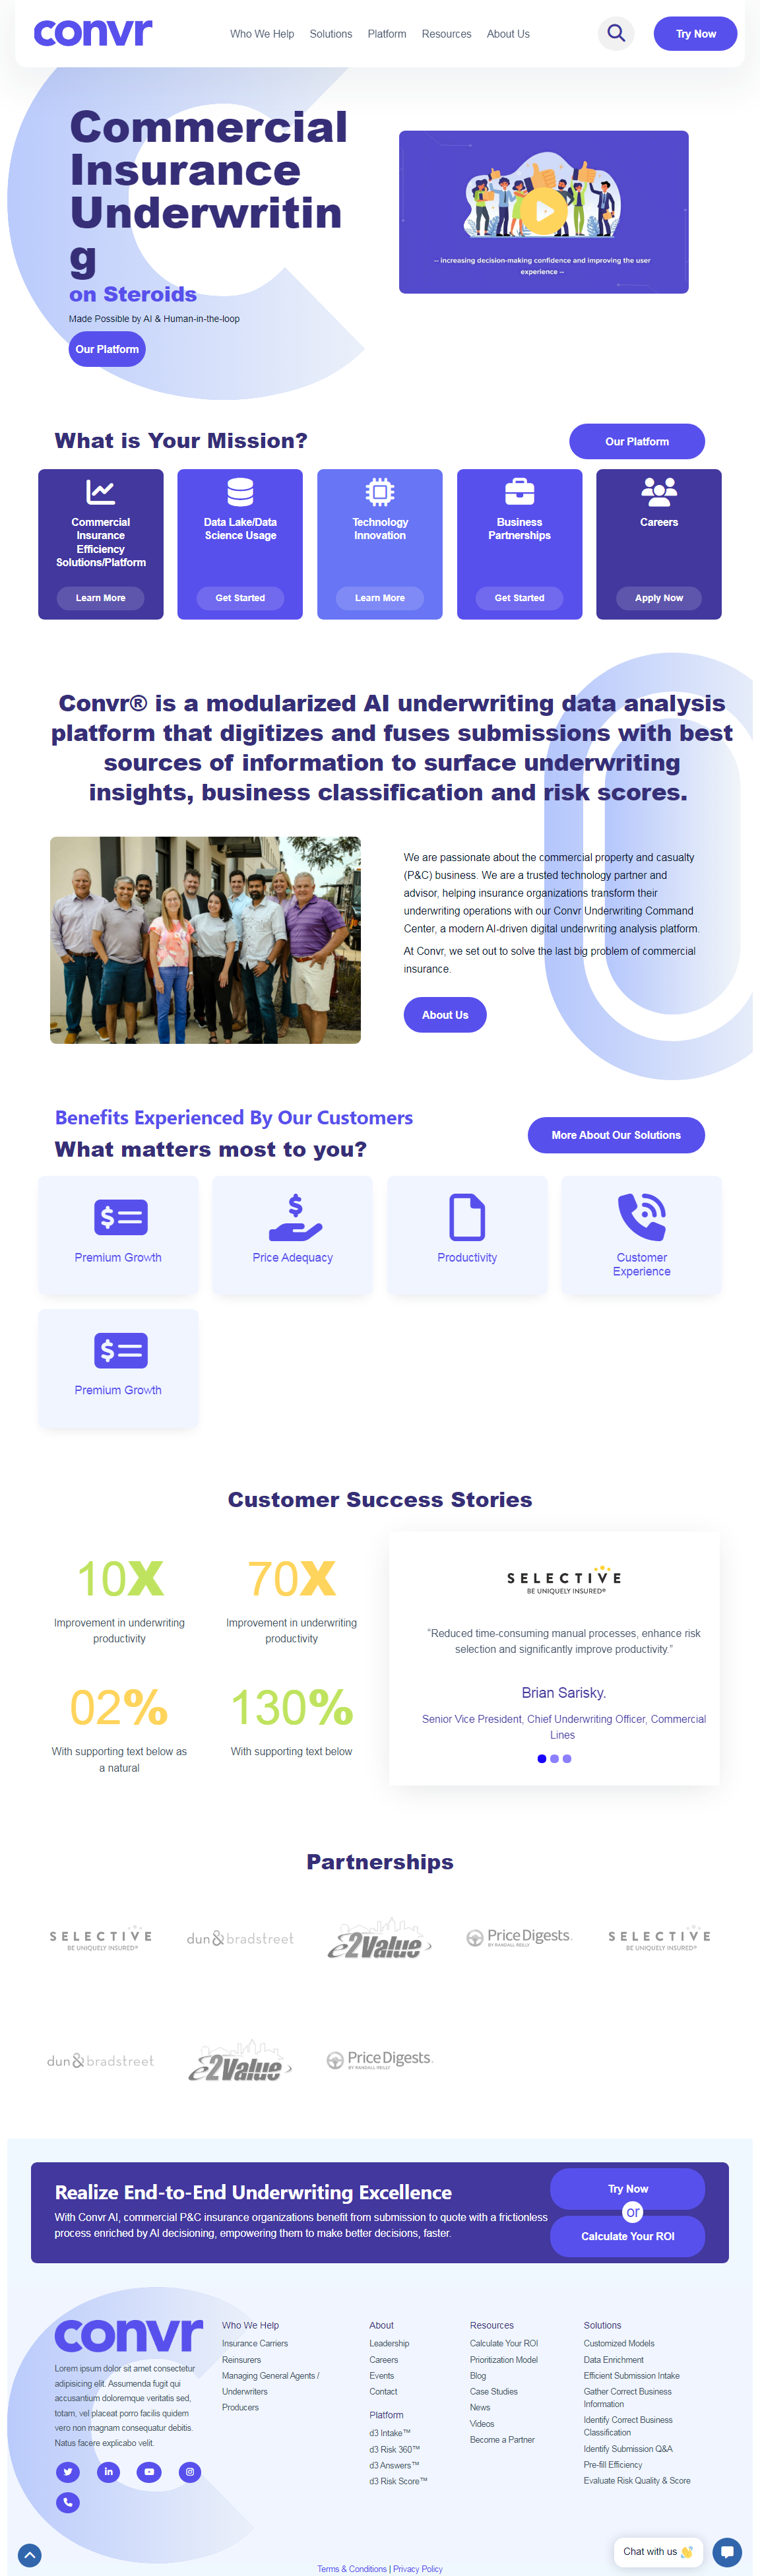 convr
Who We Help
Solutions
Platform
Resources
About Us
Try Now
Commercial
Insurance
Underwritin
g
on Steroids
Made Possible by AI & Human-in-the-loop
Our Platform
-- increasing decision-making confidence and improving the user
experience --
What is Your Mission?
Our Platform
Commercial
Insurance
Efficiency
Solutions/Platform
Learn More
Data Lake/Data
Science Usage
Get Started
Technology
Innovation
Learn More
Business
Partnerships
Get Started
Careers
Apply Now
Convr® is a modularized AI underwriting data analysis
platform that digitizes and fuses submissions with best
sources of information to surface underwriting
insights, business classification and risk scores.
We are passionate about the commercial property and casualty
(P&C) business. We are a trusted technology partner and
advisor, helping insurance organizations transform their
underwriting operations with our Convr Underwriting Command
Center, a modern AI-driven digital underwriting analysis platform.
At Convr, we set out to solve the last big problem of commercial
insurance.
About Us
Benefits Experienced By Our Customers
What matters most to you?
More About Our Solutions
Premium Growth
Price Adequacy
Productivity
Customer
Experience
Premium Growth
Customer Success Stories
10X
Improvement in underwriting
productivity
70X
Improvement in underwriting
productivity
02%
With supporting text below as
a natural
130%
With supporting text below
SELECTIVE
BE UNIQUELY INSURED®
“Reduced time-consuming manual processes, enhance risk
selection and significantly improve productivity.”
Brian Sarisky.
Senior Vice President, Chief Underwriting Officer, Commercial
Lines
Partnerships
SELECTIVE
BE UNIQUELY INSURED®
dun & bradstreet
e2Value
Price Digests.
BY RANDALL REILLY
SELECTIVE
BE UNIQUELY INSURED®
dun & bradstreet
e2Value
Price Digests.
BY RANDALL REILLY
Realize End-to-End Underwriting Excellence
With Convr AI, commercial P&C insurance organizations benefit from submission to quote with a frictionless
process enriched by AI decisioning, empowering them to make better decisions, faster.
Try Now
or
Calculate Your ROI
convr
Lorem ipsum dolor sit amet consectetur
adipisicing elit. Assumenda fugit qui
accusantium doloremque veritatis sed,
totam, vel placeat porro facilis quidem
vero non magnam consequatur debitis.
Natus facere explicabo velit.
Who We Help
Insurance Carriers
Reinsurers
Managing General Agents /
Underwriters
Producers
About
Leadership
Careers
Events
Contact
Platform
d3 Intake™
d3 Risk 360™
d3 Answers™
d3 Risk Score™
Resources
Calculate Your ROI
Prioritization Model
Blog
Case Studies
News
Videos
Become a Partner
Solutions
Customized Models
Data Enrichment
Efficient Submission Intake
Gather Correct Business
Information
Identify Correct Business
Classification
Identify Submission Q&A
Pre-fill Efficiency
Evaluate Risk Quality & Score
Chat with us 👋
Terms & Conditions | Privacy Policy